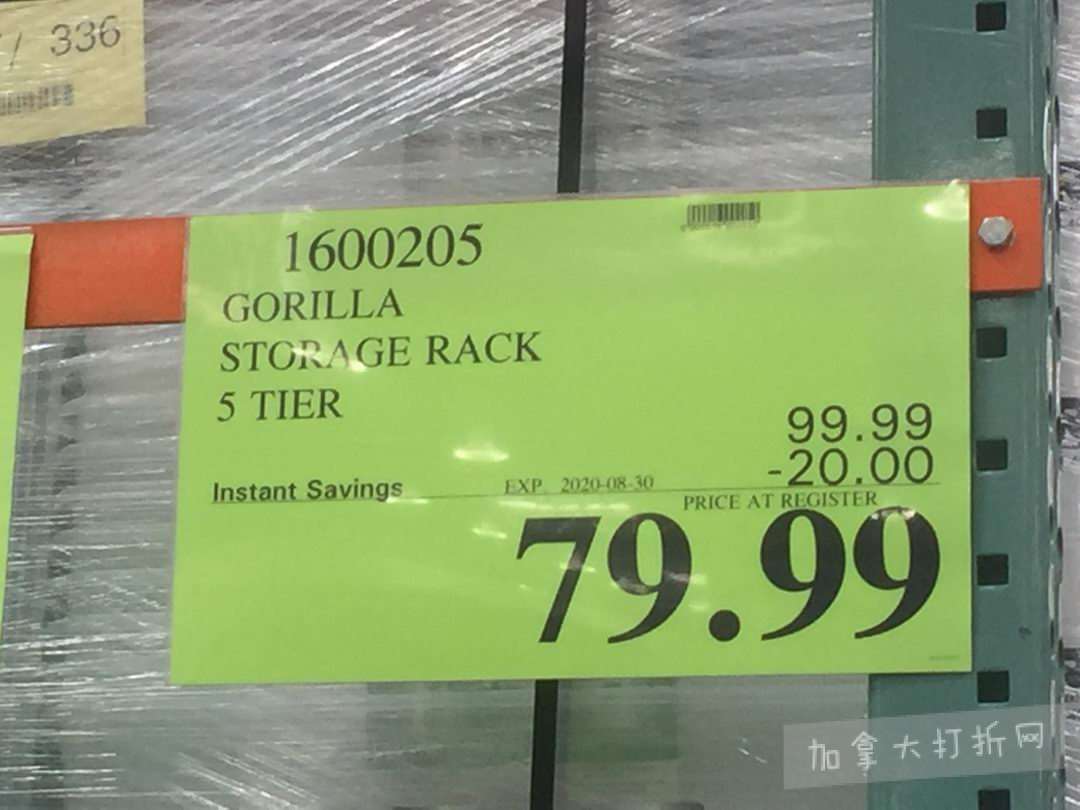 / 336
1600205
GORILLA
STORAGE RACK
5 TIER
99.99
-20.00
Instant Savings EXP 2020-08-30
PRICE AT REGISTER
79.99
加拿大打折网